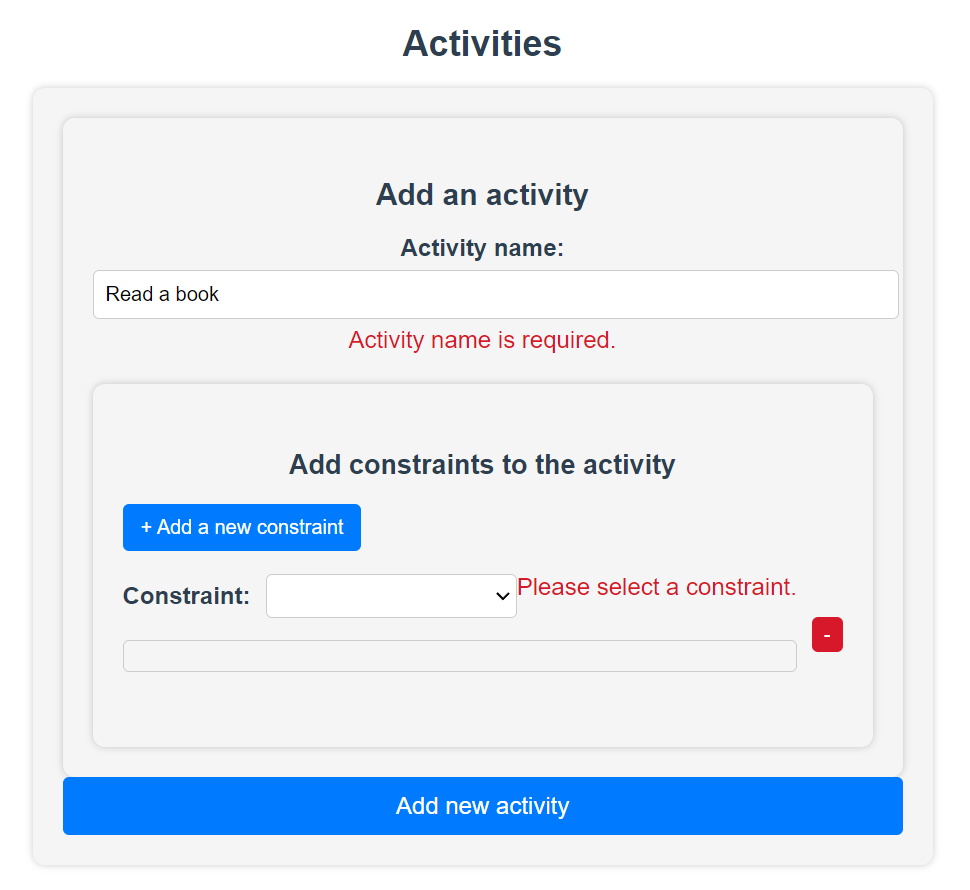 Activities
Add an activity
Activity name:
Read a book
Activity name is required.
Add constraints to the activity
+ Add a new constraint
Constraint:
Please select a constraint.
-
Add new activity